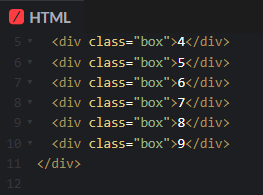 / HTML
5 <div class="box">4</div>
6 <div class="box">5</div>
7 <div class="box">6</div>
8 <div class="box">7</div>
9 <div class="box">8</div>
10 <div class="box">9</div>
11 </div>
12